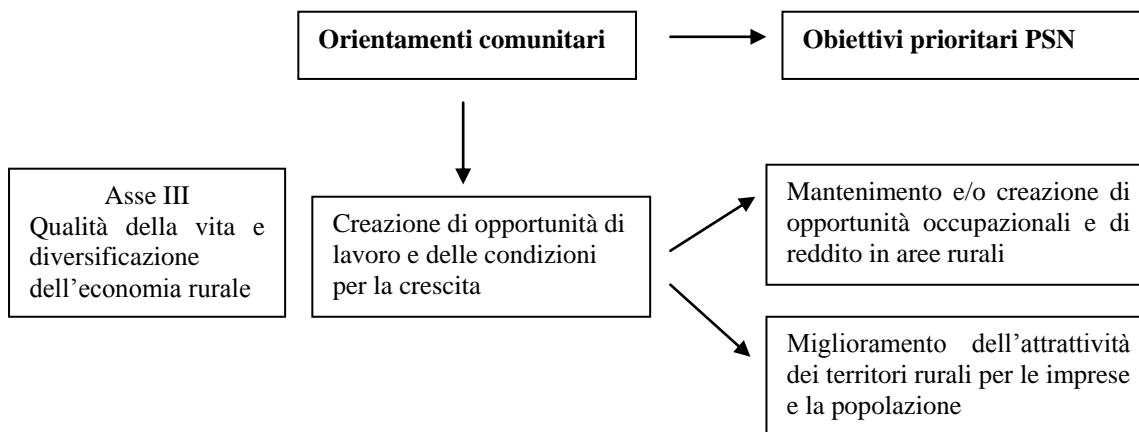 Orientamenti comunitari
Obiettivi prioritari PSN
Asse III
Qualità della vita e
diversificazione
dell’economia rurale
Creazione di opportunità di
lavoro e delle condizioni
per la crescita
Mantenimento e/o creazione di
opportunità occupazionali e di
reddito in aree rurali
Miglioramento dell’attrattività
dei territori rurali per le imprese
e la popolazione